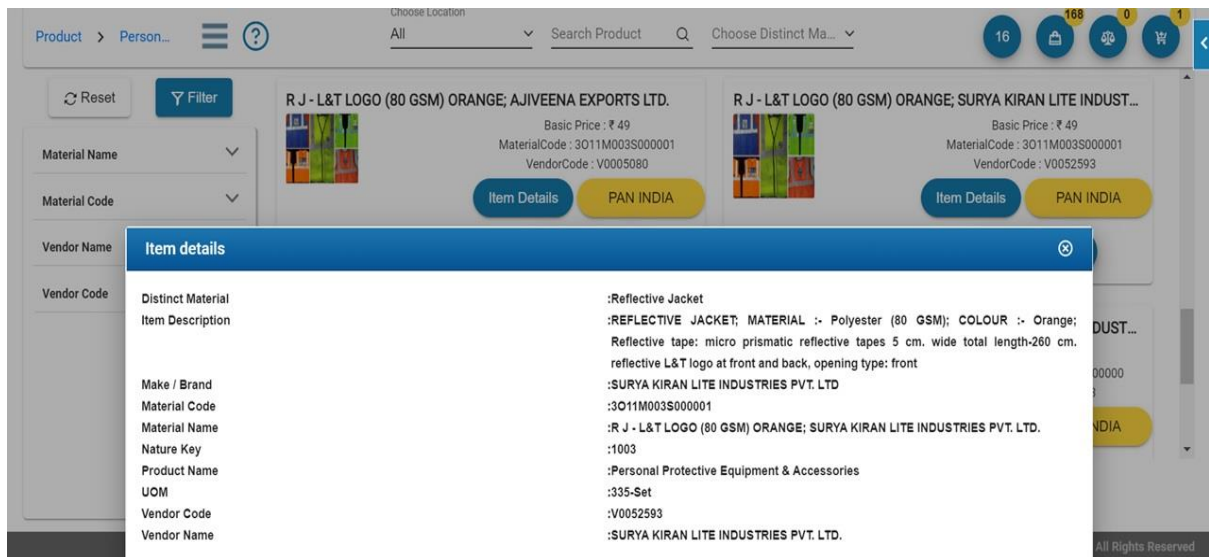 Choose Location
Product > Person...
All
Search Product
Choose Distinct Ma...
16
168
0
1
Reset
Filter
Material Name
Material Code
Vendor Name
Vendor Code
R J - L&T LOGO (80 GSM) ORANGE; AJIVEENA EXPORTS LTD.
Basic Price : ₹ 49
MaterialCode : 3O11M003S000001
VendorCode : V0005080
Item Details
PAN INDIA
R J - L&T LOGO (80 GSM) ORANGE; SURYA KIRAN LITE INDUST...
Basic Price : ₹ 49
MaterialCode : 3O11M003S000001
VendorCode : V0052593
Item Details
PAN INDIA
DUST...
00000
NDIA
Item details
Distinct Material :Reflective Jacket
Item Description :REFLECTIVE JACKET; MATERIAL :- Polyester (80 GSM); COLOUR :- Orange;
Reflective tape: micro prismatic reflective tapes 5 cm. wide total length-260 cm.
reflective L&T logo at front and back, opening type: front
Make / Brand :SURYA KIRAN LITE INDUSTRIES PVT. LTD
Material Code :3O11M003S000001
Material Name :R J - L&T LOGO (80 GSM) ORANGE; SURYA KIRAN LITE INDUSTRIES PVT. LTD.
Nature Key :1003
Product Name :Personal Protective Equipment & Accessories
UOM :335-Set
Vendor Code :V0052593
Vendor Name :SURYA KIRAN LITE INDUSTRIES PVT. LTD.
All Rights Reserved